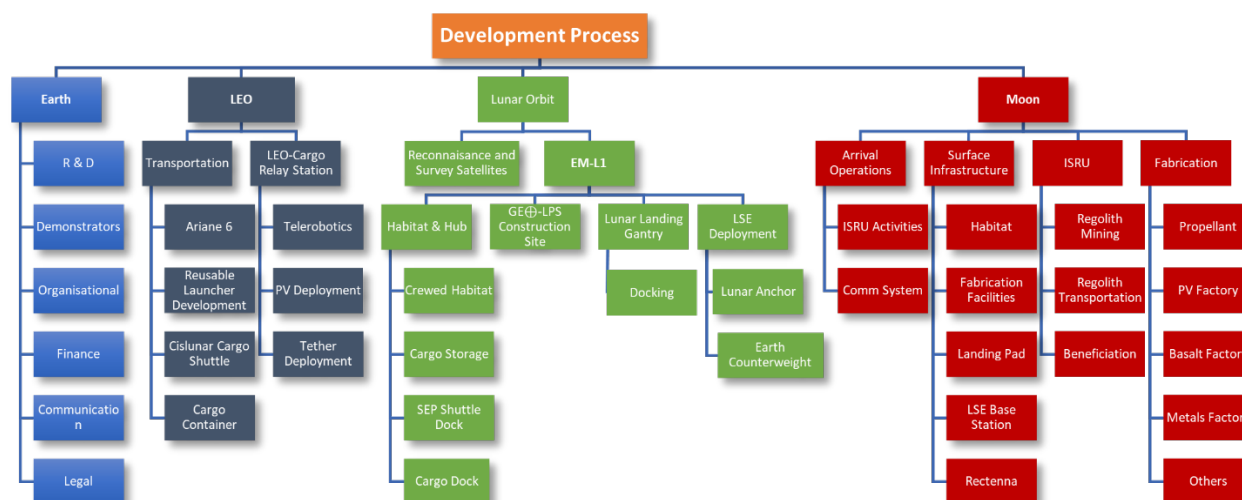 Development Process
Earth
LEO
Lunar Orbit
Moon
R & D
Demonstrators
Organisational
Finance
Communicatio
n
Legal
Transportation
LEO-Cargo
Relay Station
Ariane 6
Reusable
Launcher
Development
Cislunar Cargo
Shuttle
Cargo
Container
Telerobotics
PV Deployment
Tether
Deployment
Reconnaisance and
Survey Satellites
EM-L1
Habitat & Hub
GE⊕-LPS
Construction
Site
Lunar Landing
Gantry
LSE
Deployment
Crewed Habitat
Cargo Storage
SEP Shuttle
Dock
Cargo Dock
Docking
Lunar Anchor
Earth
Counterweight
Arrival
Operations
Surface
Infrastructure
ISRU
Fabrication
ISRU Activities
Comm System
Habitat
Fabrication
Facilities
Landing Pad
LSE Base
Station
Rectenna
Regolith
Mining
Regolith
Transportation
Beneficiation
Propellant
PV Factory
Basalt Factor
Metals Factor
Others